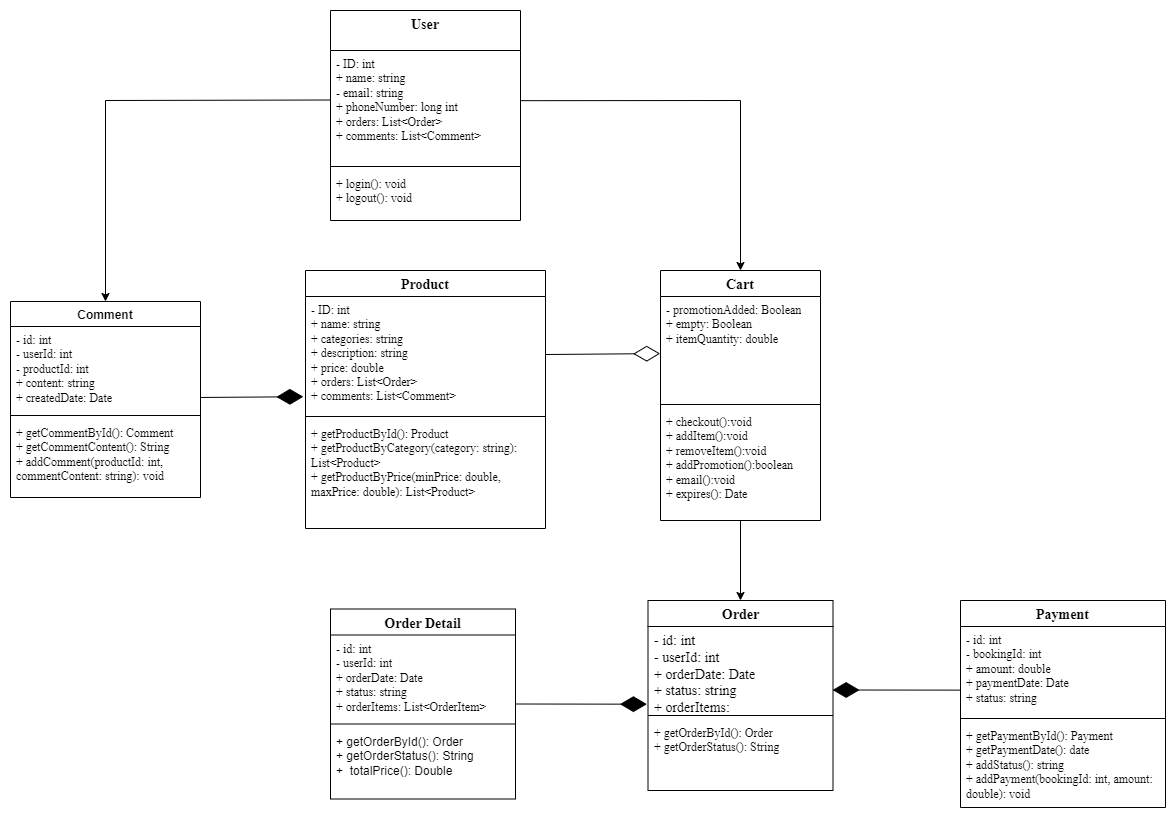 User
- ID: int
+ name: string
- email: string
+ phoneNumber: long int
+ orders: List<Order>
+ comments: List<Comment>
+ login(): void
+ logout(): void
Comment
- id: int
- userId: int
- productId: int
+ content: string
+ createdDate: Date
+ getCommentById(): Comment
+ getCommentContent(): String
+ addComment(productId: int,
commentContent: string): void
Product
- ID: int
+ name: string
+ categories: string
+ description: string
+ price: double
+ orders: List<Order>
+ comments: List<Comment>
+ getProductById(): Product
+ getProductByCategory(category: string):
List<Product>
+ getProductByPrice(minPrice: double,
maxPrice: double): List<Product>
Cart
- promotionAdded: Boolean
+ empty: Boolean
+ itemQuantity: double
+ checkout():void
+ addItem():void
+ removeItem():void
+ addPromotion():boolean
+ email():void
+ expires(): Date
Order Detail
- id: int
- userId: int
+ orderDate: Date
+ status: string
+ orderItems: List<OrderItem>
+ getOrderById(): Order
+ getOrderStatus(): String
+ totalPrice(): Double
Order
- id: int
- userId: int
+ orderDate: Date
+ status: string
+ orderItems:
+ getOrderById(): Order
+ getOrderStatus(): String
Payment
- id: int
- bookingId: int
+ amount: double
+ paymentDate: Date
+ status: string
+ getPaymentById(): Payment
+ getPaymentDate(): date
+ addStatus(): string
+ addPayment(bookingId: int, amount:
double): void